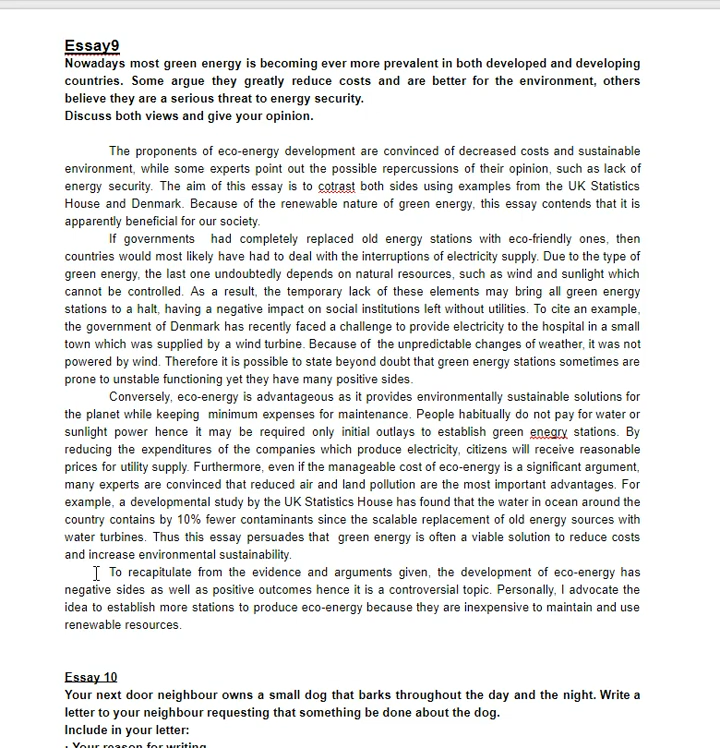 Essay9
Nowadays most green energy is becoming ever more prevalent in both developed and developing
countries. Some argue they greatly reduce costs and are better for the environment, others
believe they are a serious threat to energy security.
Discuss both views and give your opinion.
The proponents of eco-energy development are convinced of decreased costs and sustainable
environment, while some experts point out the possible repercussions of their opinion, such as lack of
energy security. The aim of this essay is to cotrast both sides using examples from the UK Statistics
House and Denmark. Because of the renewable nature of green energy, this essay contends that it is
apparently beneficial for our society.
If governments had completely replaced old energy stations with eco-friendly ones, then
countries would most likely have had to deal with the interruptions of electricity supply. Due to the type of
green energy, the last one undoubtedly depends on natural resources, such as wind and sunlight which
cannot be controlled. As a result, the temporary lack of these elements may bring all green energy
stations to a halt, having a negative impact on social institutions left without utilities. To cite an example,
the government of Denmark has recently faced a challenge to provide electricity to the hospital in a small
town which was supplied by a wind turbine. Because of the unpredictable changes of weather, it was not
powered by wind. Therefore it is possible to state beyond doubt that green energy stations sometimes are
prone to unstable functioning yet they have many positive sides.
Conversely, eco-energy is advantageous as it provides environmentally sustainable solutions for
the planet while keeping minimum expenses for maintenance. People habitually do not pay for water or
sunlight power hence it may be required only initial outlays to establish green enegry stations. By
reducing the expenditures of the companies which produce electricity, citizens will receive reasonable
prices for utility supply. Furthermore, even if the manageable cost of eco-energy is a significant argument,
many experts are convinced that reduced air and land pollution are the most important advantages. For
example, a developmental study by the UK Statistics House has found that the water in ocean around the
country contains by 10% fewer contaminants since the scalable replacement of old energy sources with
water turbines. Thus this essay persuades that green energy is often a viable solution to reduce costs
and increase environmental sustainability.
To recapitulate from the evidence and arguments given, the development of eco-energy has
negative sides as well as positive outcomes hence it is a controversial topic. Personally, I advocate the
idea to establish more stations to produce eco-energy because they are inexpensive to maintain and use
renewable resources.
Essay 10
Your next door neighbour owns a small dog that barks throughout the day and the night. Write a
letter to your neighbour requesting that something be done about the dog.
Include in your letter:
· Your reason for writing